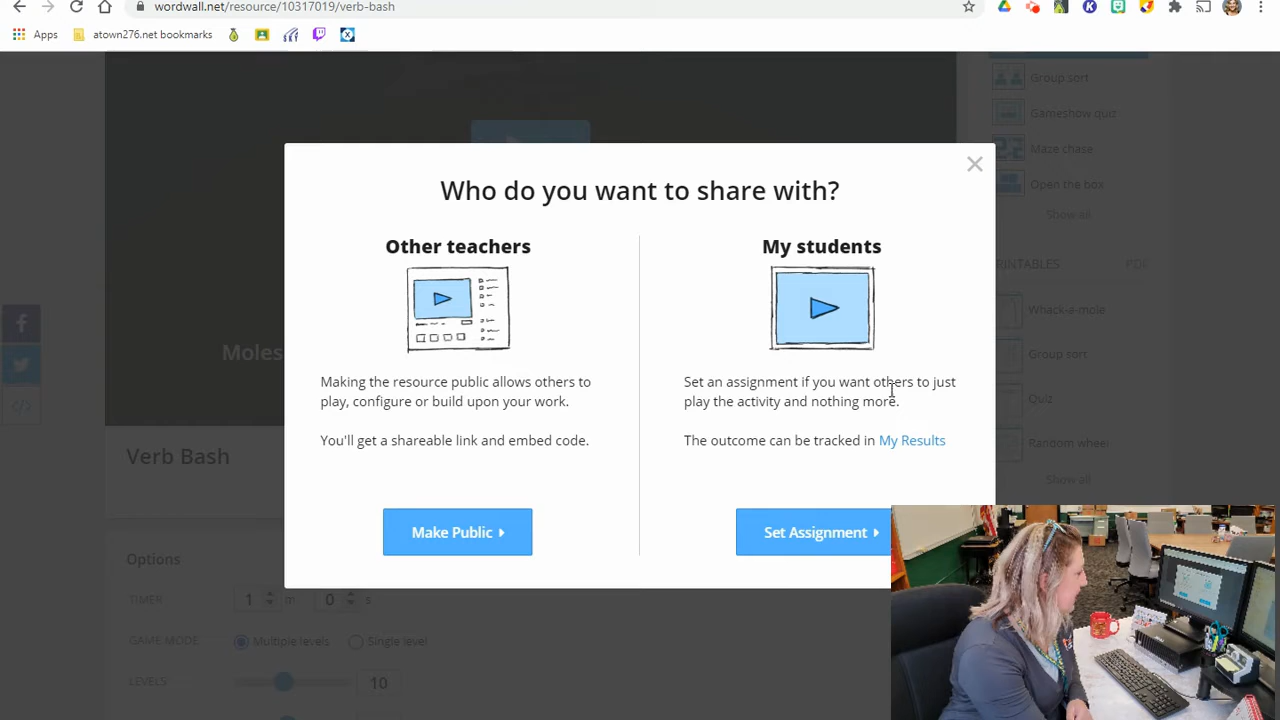 wordwall.net/resource/10317019/verb-bash
Apps
atown276.net bookmarks
Group sort
Gameshow quiz
Maze chase
Open the box
Show all
Who do you want to share with?
Other teachers
My students
Moles
Making the resource public allows others to
play, configure or build upon your work.
You'll get a shareable link and embed code.
Set an assignment if you want others to just
play the activity and nothing more.
The outcome can be tracked in My Results
Make Public
Set Assignment
PRINTABLES
PDF
Whack-a-mole
Group sort
Quiz
Random wheel
Show all
Verb Bash
Options
TIMER
1 m 0 s
GAME MODE:
Multiple levels
Single level
LEVELS
10